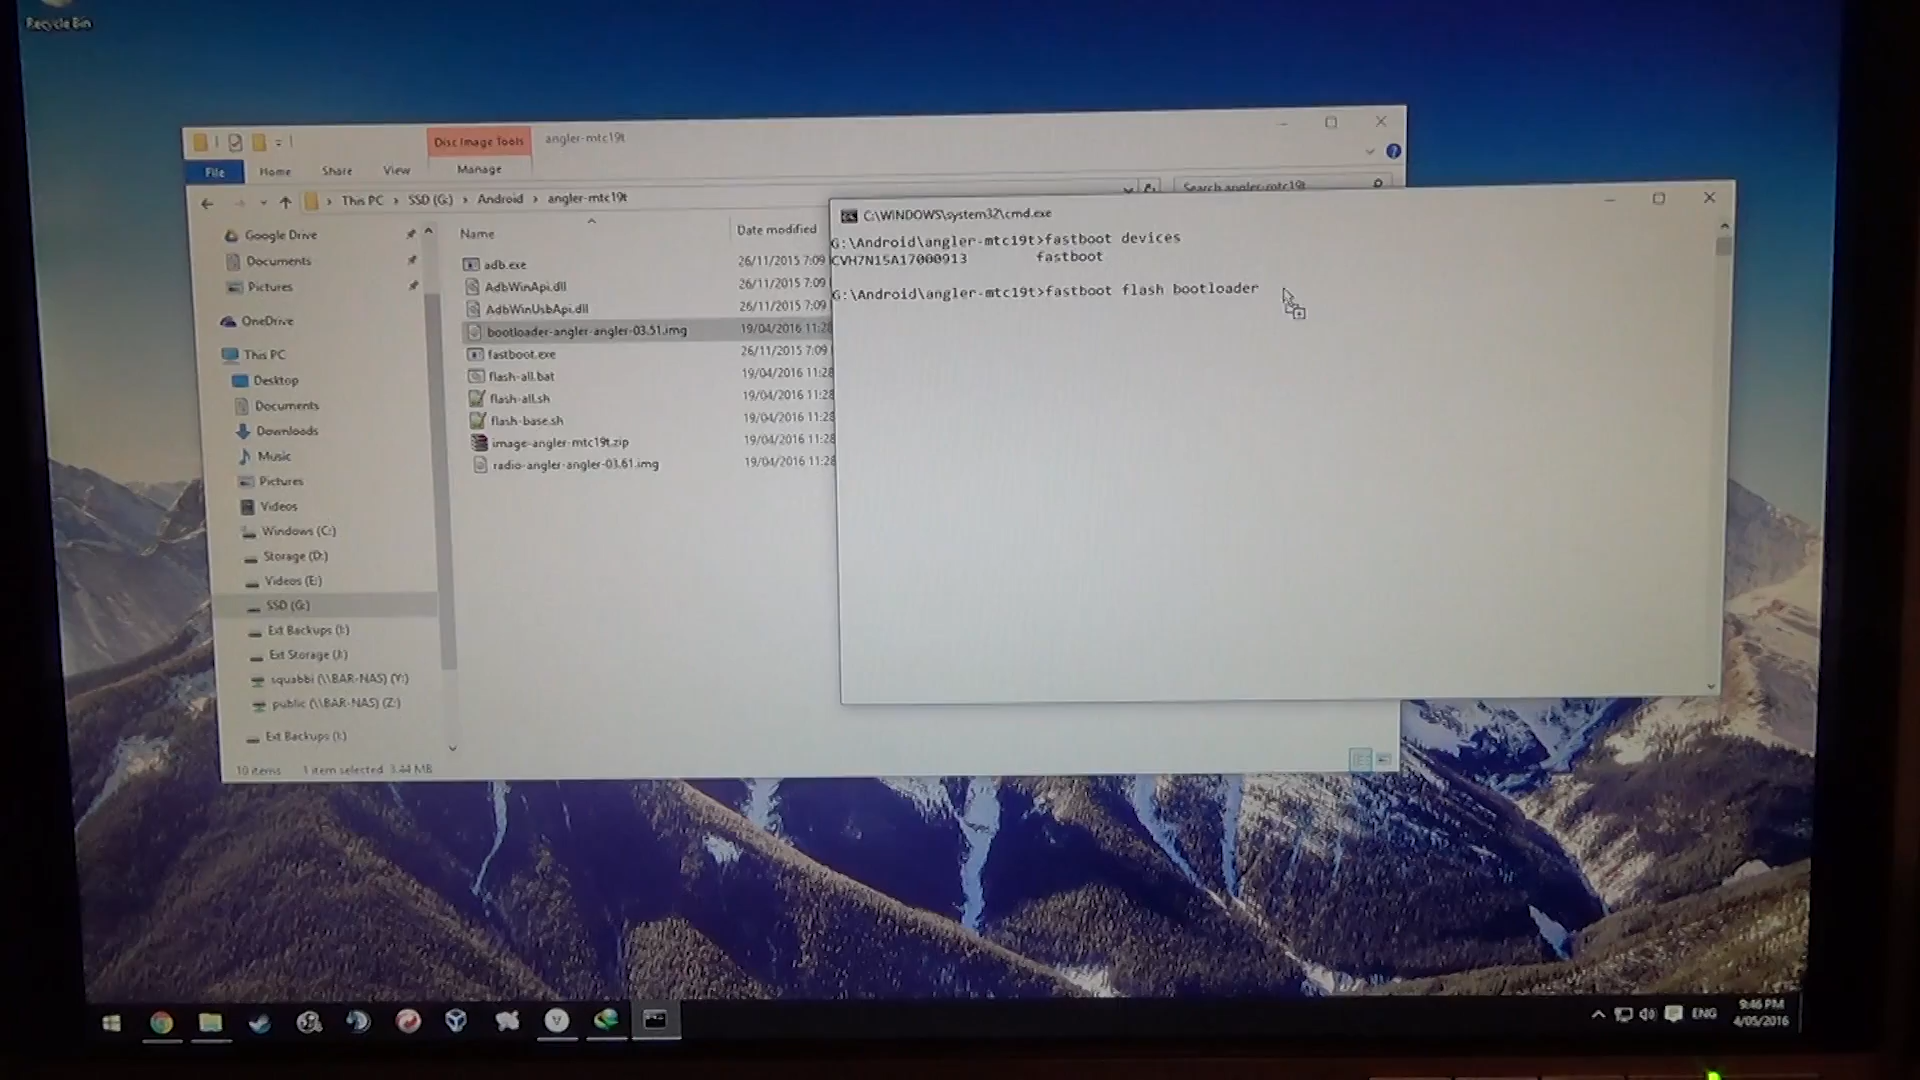 Recycle Bin
Disc Image Tools
angler-mtc19t
File
Home
Share
View
Manage
This PC
SSD (G:)
Android
angler-mtc19t
Search angler-mtc19t
Google Drive
Documents
Pictures
OneDrive
This PC
Desktop
Documents
Downloads
Music
Pictures
Videos
Windows (C:)
Storage (D:)
Videos (E:)
SSD (G:)
Ext Backups (I:)
Ext Storage (J:)
squabbi (\\BAR-NAS) (Y:)
public (\\BAR-NAS) (Z:)
Ext Backups (I:)
Name
Date modified
adb.exe 26/11/2015 7:09
AdbWinApi.dll 26/11/2015 7:09
AdbWinUsbApi.dll 26/11/2015 7:09
bootloader-angler-angler-03.51.img 19/04/2016 11:28
fastboot.exe 26/11/2015 7:09
flash-all.bat 19/04/2016 11:28
flash-all.sh 19/04/2016 11:28
flash-base.sh 19/04/2016 11:28
image-angler-mtc19t.zip 19/04/2016 11:28
radio-angler-angler-03.61.img 19/04/2016 11:28
10 items 1 item selected 3.44 MB
C:\WINDOWS\system32\cmd.exe
G:\Android\angler-mtc19t>fastboot devices
CVH7N15A17000913 fastboot
G:\Android\angler-mtc19t>fastboot flash bootloader
ENG
9:46 PM
4/05/2016